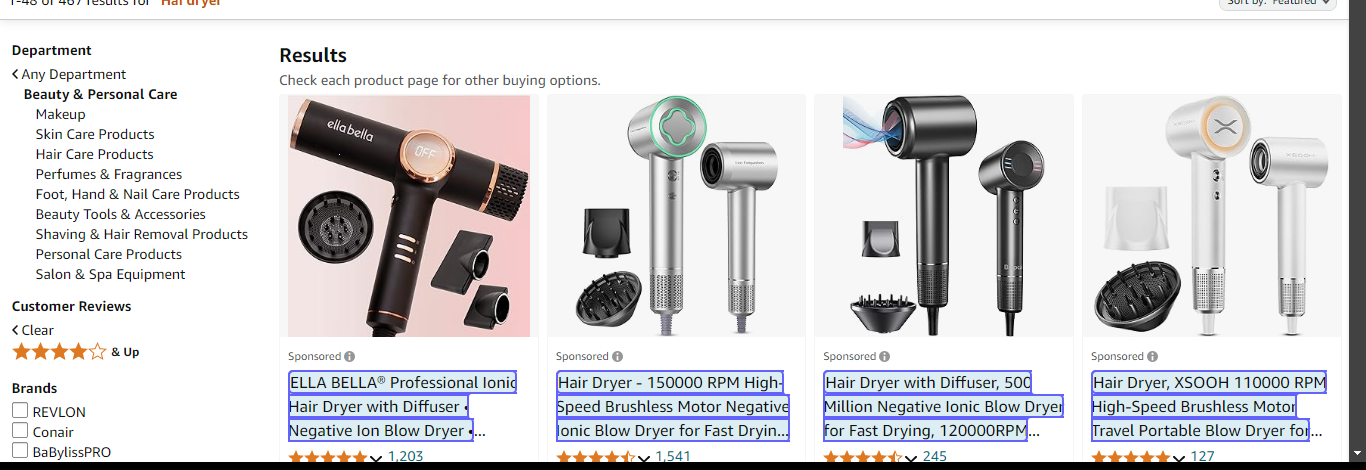 1-48 of 467 results for "Hai dryer"
Sort by: Featured
Department
Any Department
Beauty & Personal Care
Makeup
Skin Care Products
Hair Care Products
Perfumes & Fragrances
Foot, Hand & Nail Care Products
Beauty Tools & Accessories
Shaving & Hair Removal Products
Personal Care Products
Salon & Spa Equipment
Customer Reviews
Clear
& Up
Brands
REVLON
Conair
BaBylissPRO
Results
Check each product page for other buying options.
ellabella
OFF
Sponsored
ELLA BELLA® Professional Ionic
Hair Dryer with Diffuser •
Negative Ion Blow Dryer •...
1,203
Sponsored
Hair Dryer - 150000 RPM High-
Speed Brushless Motor Negative
Ionic Blow Dryer for Fast Dryin...
1,541
Sponsored
Hair Dryer with Diffuser, 500
Million Negative Ionic Blow Dryer
for Fast Drying, 120000RPM...
245
XSOOH
Sponsored
Hair Dryer, XSOOH 110000 RPM
High-Speed Brushless Motor
Travel Portable Blow Dryer for...
127